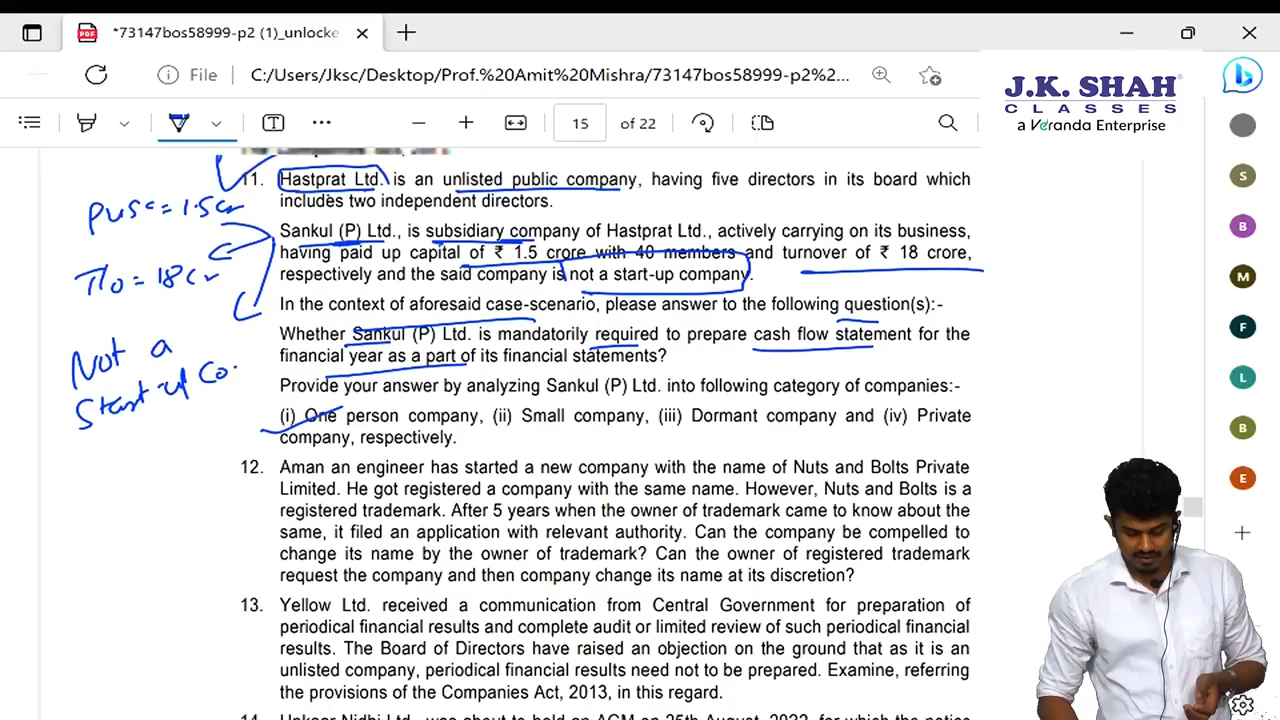 *73147bos58999-p2 (1)_unlocke
File
C:/Users/Jksc/Desktop/Prof.%20Amit%20Mishra/73147bos58999-p2%2...
J.K. SHAH
CLASSES
a Veranda Enterprise
15 of 22
11. Hastprat Ltd. is an unlisted public company, having five directors in its board which
includes two independent directors.
Sankul (P) Ltd., is subsidiary company of Hastprat Ltd., actively carrying on its business,
having paid up capital of ₹ 1.5 crore with 40 members and turnover of ₹ 18 crore,
respectively and the said company is not a start-up company.
In the context of aforesaid case-scenario, please answer to the following question(s):-
Whether Sankul (P) Ltd. is mandatorily required to prepare cash flow statement for the
financial year as a part of its financial statements?
Provide your answer by analyzing Sankul (P) Ltd. into following category of companies:-
(i) One person company, (ii) Small company, (iii) Dormant company and (iv) Private
company, respectively.
12. Aman an engineer has started a new company with the name of Nuts and Bolts Private
Limited. He got registered a company with the same name. However, Nuts and Bolts is a
registered trademark. After 5 years when the owner of trademark came to know about the
same, it filed an application with relevant authority. Can the company be compelled to
change its name by the owner of trademark? Can the owner of registered trademark
request the company and then company change its name at its discretion?
13. Yellow Ltd. received a communication from Central Government for preparation of
periodical financial results and complete audit or limited review of such periodical financial
results. The Board of Directors have raised an objection on the ground that as it is an
unlisted company, periodical financial results need not to be prepared. Examine, referring
the provisions of the Companies Act, 2013, in this regard.
PUSC = 1.5Cr
T/O = 18Cr
Not a
Start up Co.
S
B
M
F
L
B
E